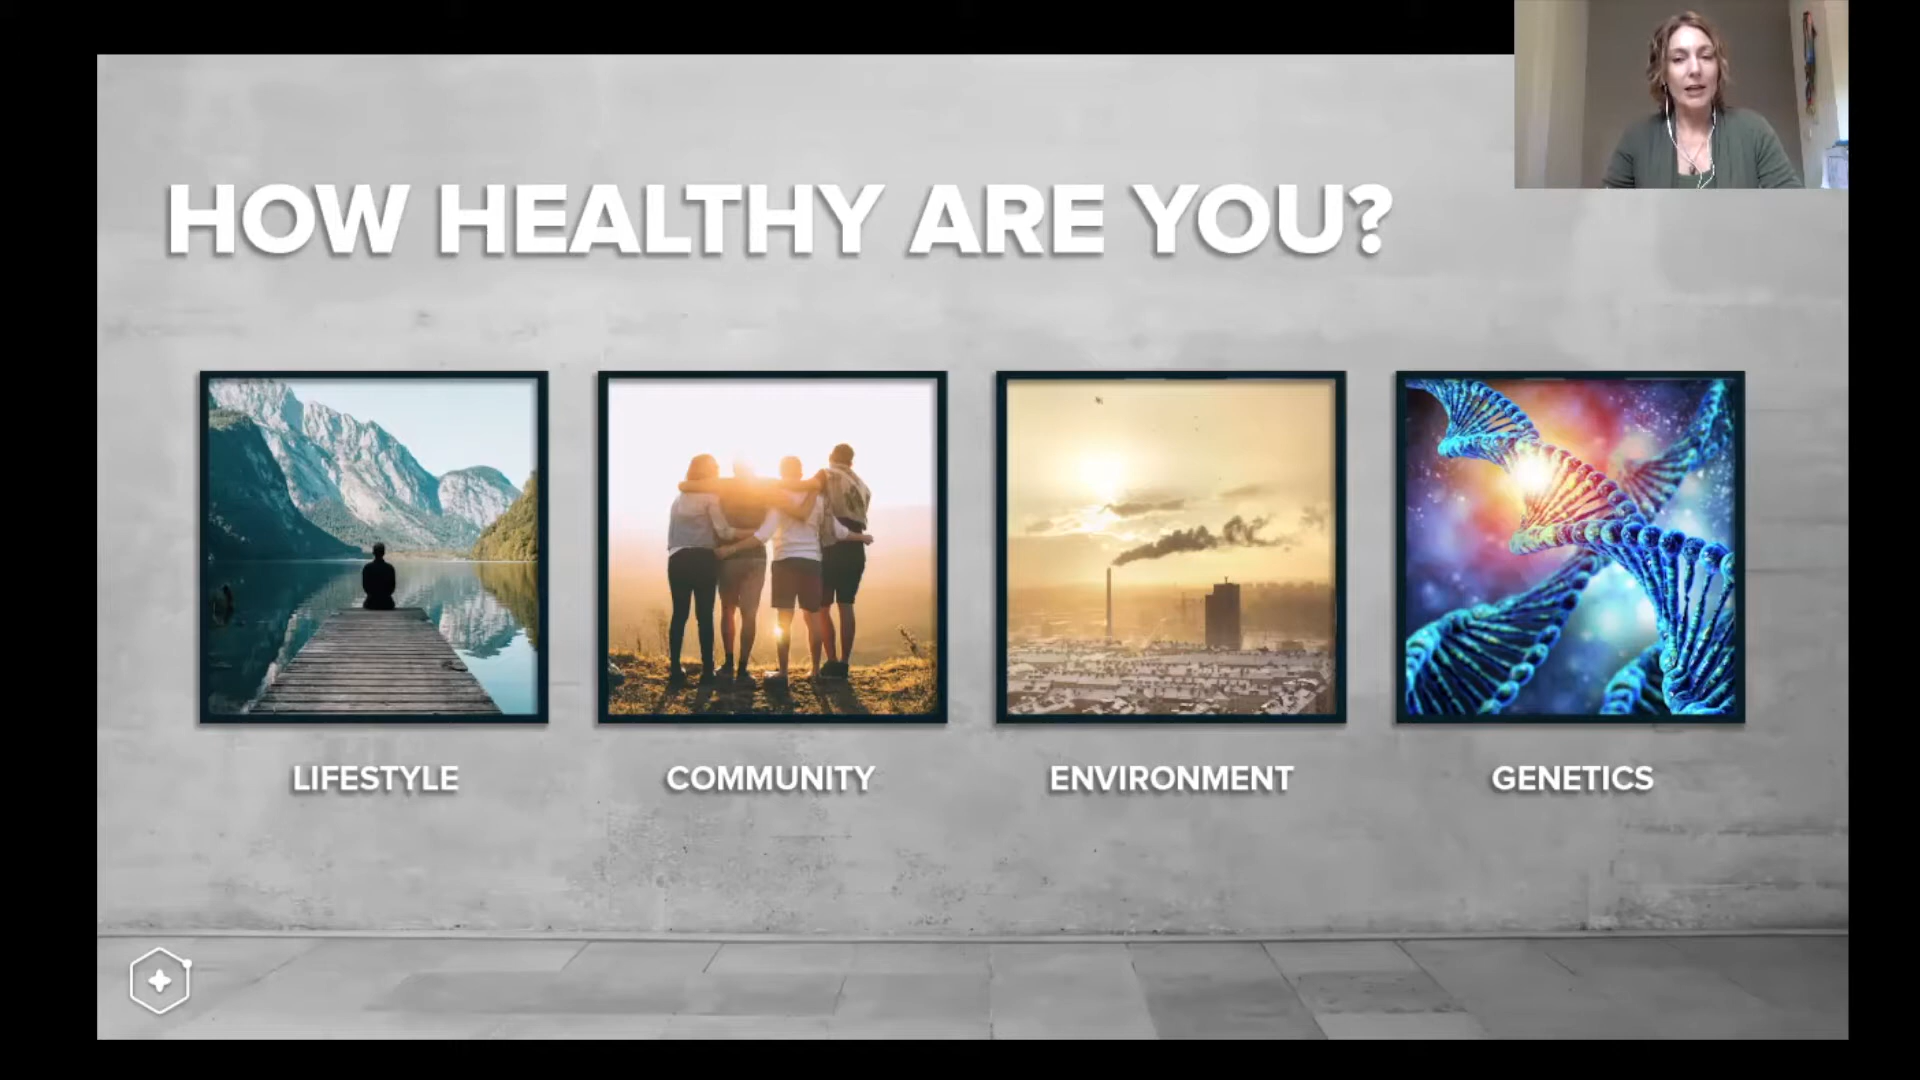 HOW HEALTHY ARE YOU?
LIFESTYLE
COMMUNITY
ENVIRONMENT
GENETICS